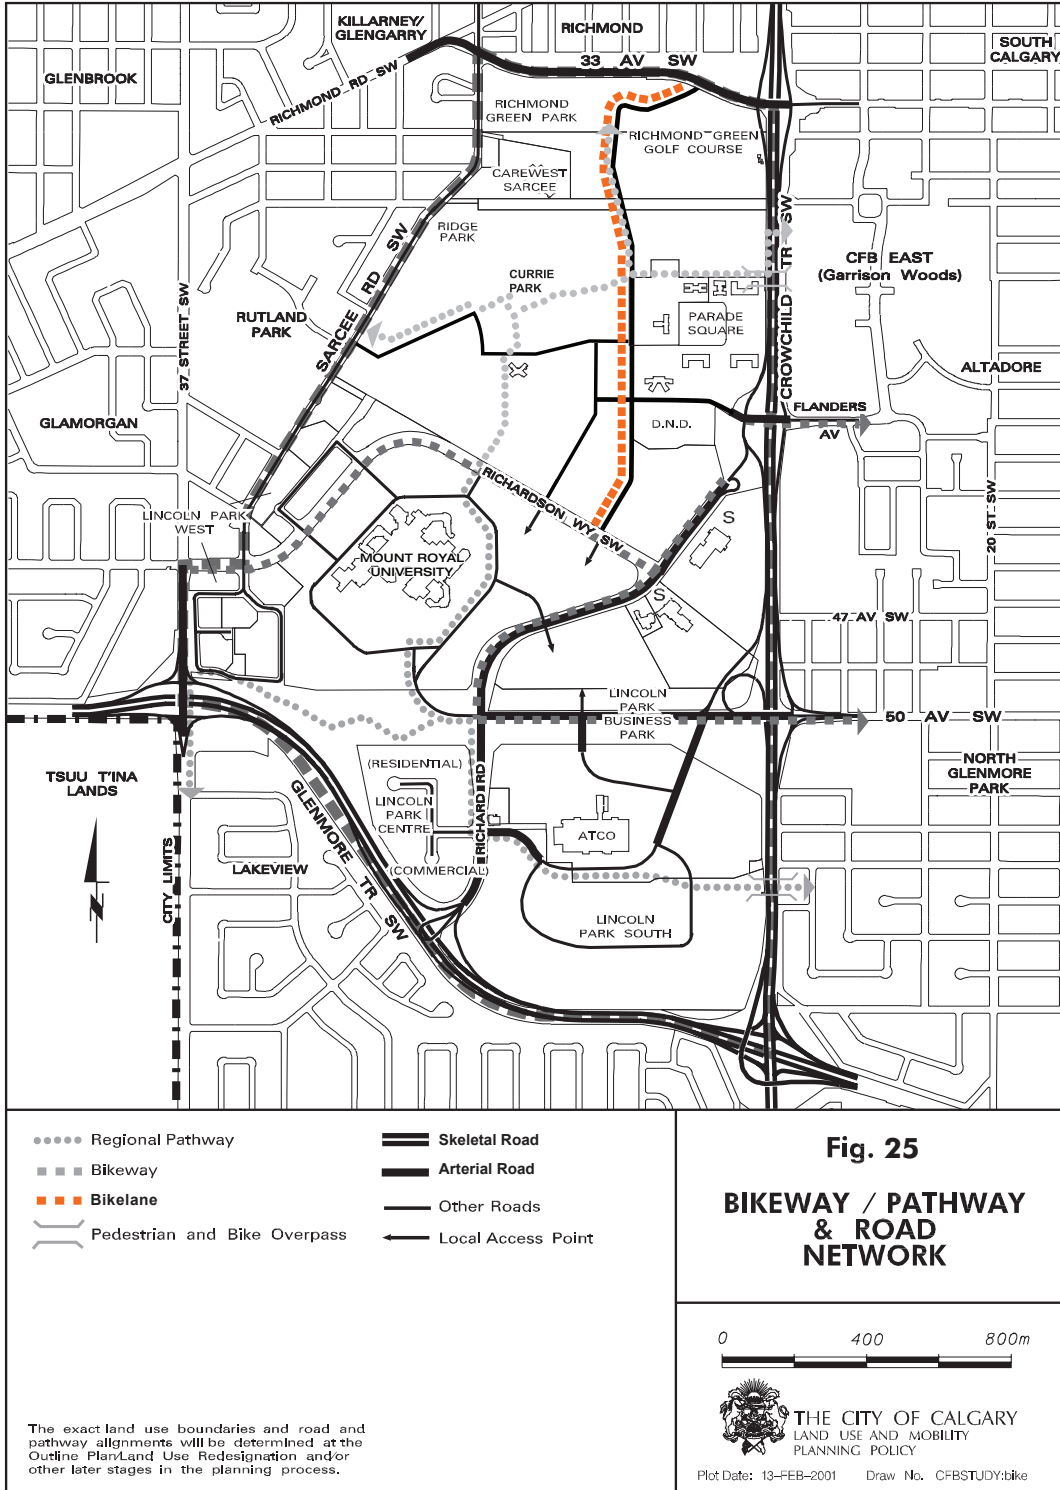 KILLARNEY/
GLENGARRY
RICHMOND
SOUTH
CALGARY
GLENBROOK
33 AV SW
RICHMOND RD SW
RICHMOND
GREEN PARK
RICHMOND GREEN
GOLF COURSE
CAREWEST
SARCEE
RIDGE
PARK
SARCEE RD SW
CROWCHILD TR SW
CFB EAST
(Garrison Woods)
CURRIE
PARK
37 STREET SW
RUTLAND
PARK
PARADE
SQUARE
ALTADORE
FLANDERS
AV
GLAMORGAN
D.N.D.
RICHARDSON WY SW
20 ST SW
LINCOLN PARK
WEST
S
MOUNT ROYAL
UNIVERSITY
S
47 AV SW
LINCOLN
PARK
BUSINESS
PARK
50 AV SW
TSUU T'INA
LANDS
(RESIDENTIAL)
NORTH
GLENMORE
PARK
GLENMORE TR SW
LINCOLN
PARK
CENTRE
RICHARD RD
ATCO
LAKEVIEW
(COMMERCIAL)
CITY LIMITS
N
LINCOLN
PARK SOUTH
Regional Pathway
Bikeway
Bikelane
Pedestrian and Bike Overpass
Skeletal Road
Arterial Road
Other Roads
Local Access Point
Fig. 25
BIKEWAY / PATHWAY
& ROAD
NETWORK
0 400 800m
THE CITY OF CALGARY
LAND USE AND MOBILITY
PLANNING POLICY
Plot Date: 13-FEB-2001 Draw No. CFBSTUDY:bike
The exact land use boundaries and road and
pathway alignments will be determined at the
Outline Plan/Land Use Redesignation and/or
other later stages in the planning process.